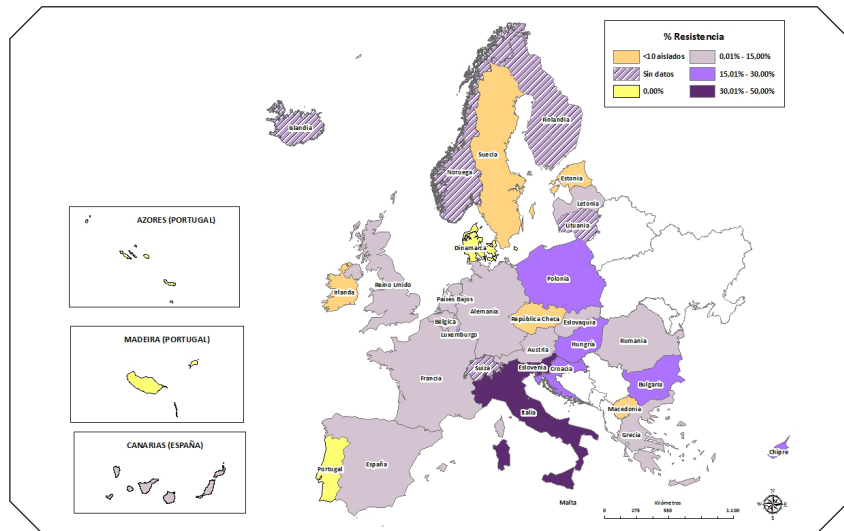 % Resistencia
<10 aislados
0,01% - 15,00%
Sin datos
15,01% - 30,00%
0,00%
30,01% - 50,00%
Islandia
Finlandia
Suecia
Noruega
Estonia
Letonia
Lituania
AZORES (PORTUGAL)
Dinamarca
Polonia
Irlanda
Reino Unido
Países Bajos
Alemania
República Checa
Bélgica
Eslovaquia
Luxemburgo
Hungría
Rumania
MADEIRA (PORTUGAL)
Austria
Suiza
Eslovenia
Croacia
Francia
Bulgaria
Macedonia
Italia
Grecia
CANARIAS (ESPAÑA)
Chipre
España
Portugal
Malta
Kilómetros
0 275 550 1.100
N
W E
S